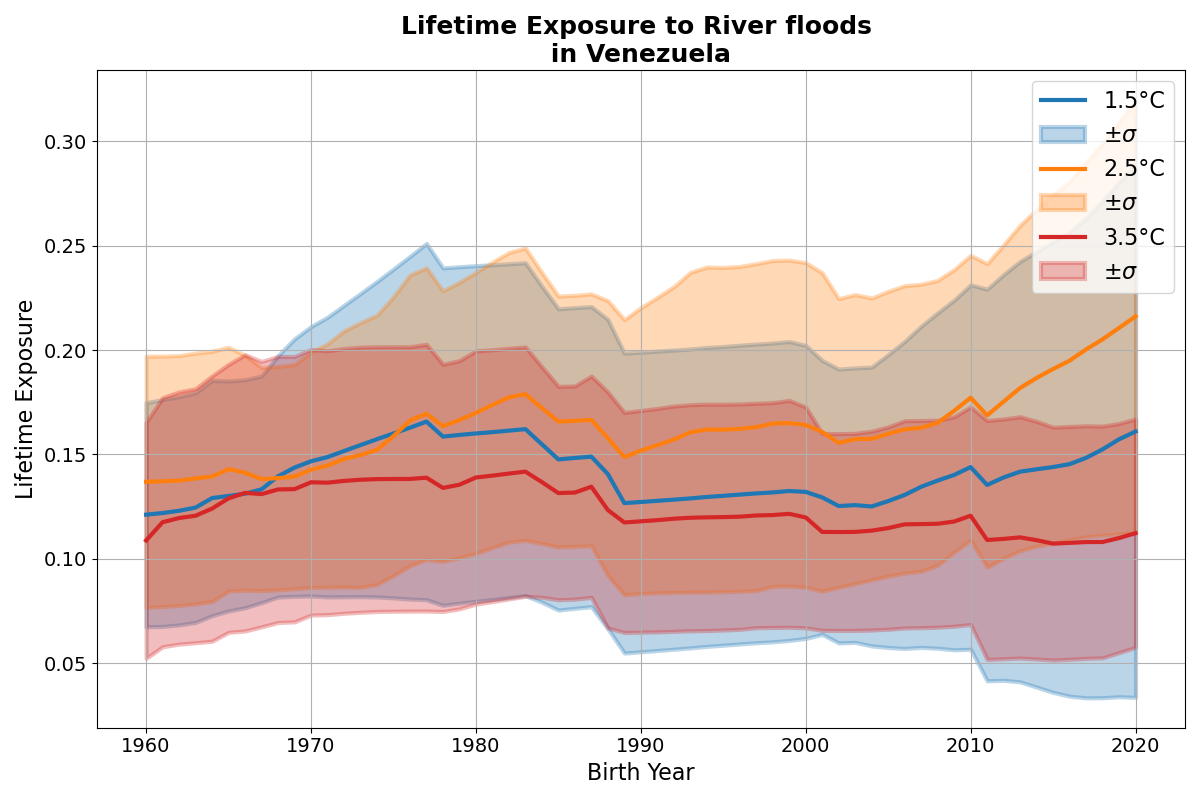 Lifetime Exposure to River floods
in Venezuela
1.5°C
±σ
2.5°C
±σ
3.5°C
±σ
Lifetime Exposure
0.30
0.25
0.20
0.15
0.10
0.05
1960 1970 1980 1990 2000 2010 2020
Birth Year